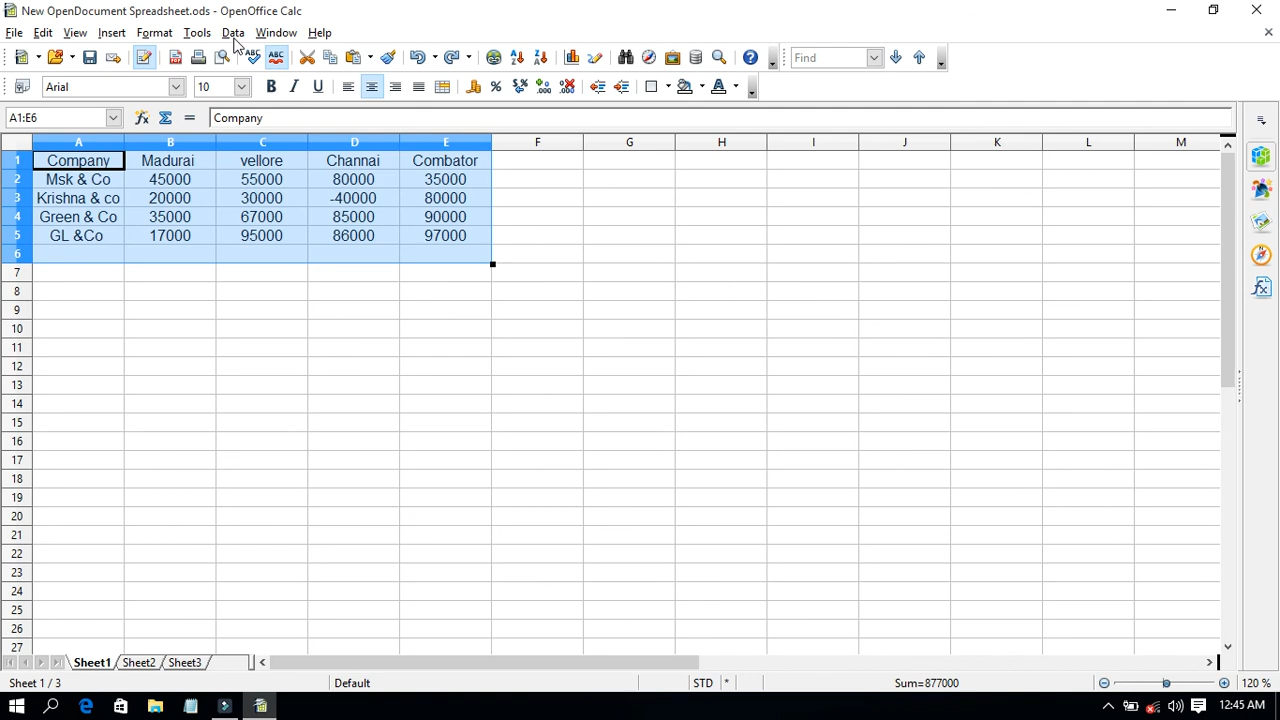 New OpenDocument Spreadsheet.ods - OpenOffice Calc
File Edit View Insert Format Tools Data Window Help
ABC ABC Find
Arial 10 B I U A
A1:E6 Company
A B C D E F G H I J K L M
1 Company Madurai vellore Channai Combator
2 Msk & Co 45000 55000 80000 35000
3 Krishna & co 20000 30000 -40000 80000
4 Green & Co 35000 67000 85000 90000
5 GL &Co 17000 95000 86000 97000
6
7
8
9
10
11
12
13
14
15
16
17
18
19
20
21
22
23
24
25
26
27
Sheet1 Sheet2 Sheet3
Sheet 1 / 3 Default STD * Sum=877000 120 %
12:45 AM